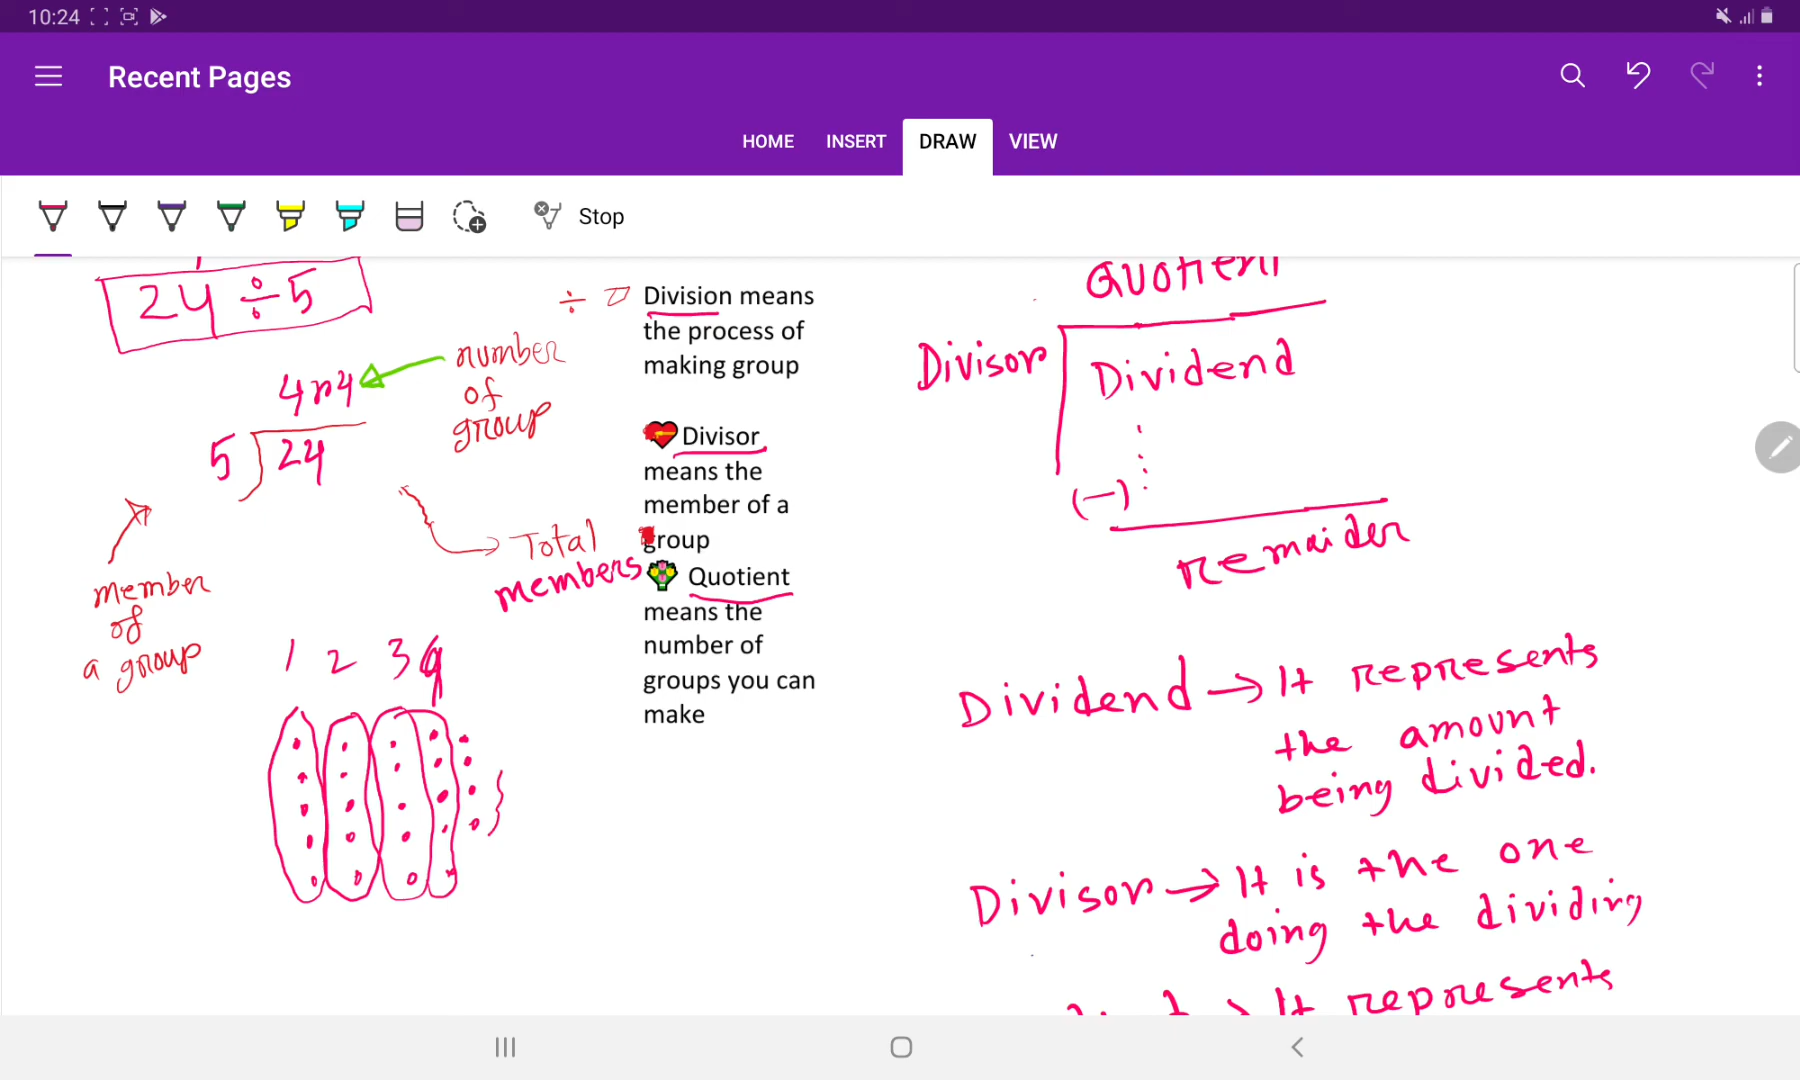 10:24
Recent Pages
HOME INSERT DRAW VIEW
Stop
24 ÷ 5
4r4
5 24
number
of
group
member
of
a group
Total
members
1 2 3 4
÷
Division means
the process of
making group
Divisor
means the
member of a
group
Quotient
means the
number of
groups you can
make
Quotient
Divisor Dividend
(—)
Remaider
Dividend → It represents
the amount
being divided.
Divisor → It is the one
doing the dividing
→ It represents